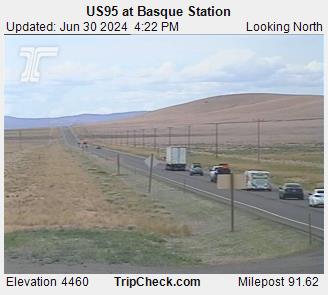 US95 at Basque Station
Updated: Jun 30 2024 4:22 PM Looking North
Elevation 4460 TripCheck.com Milepost 91.62